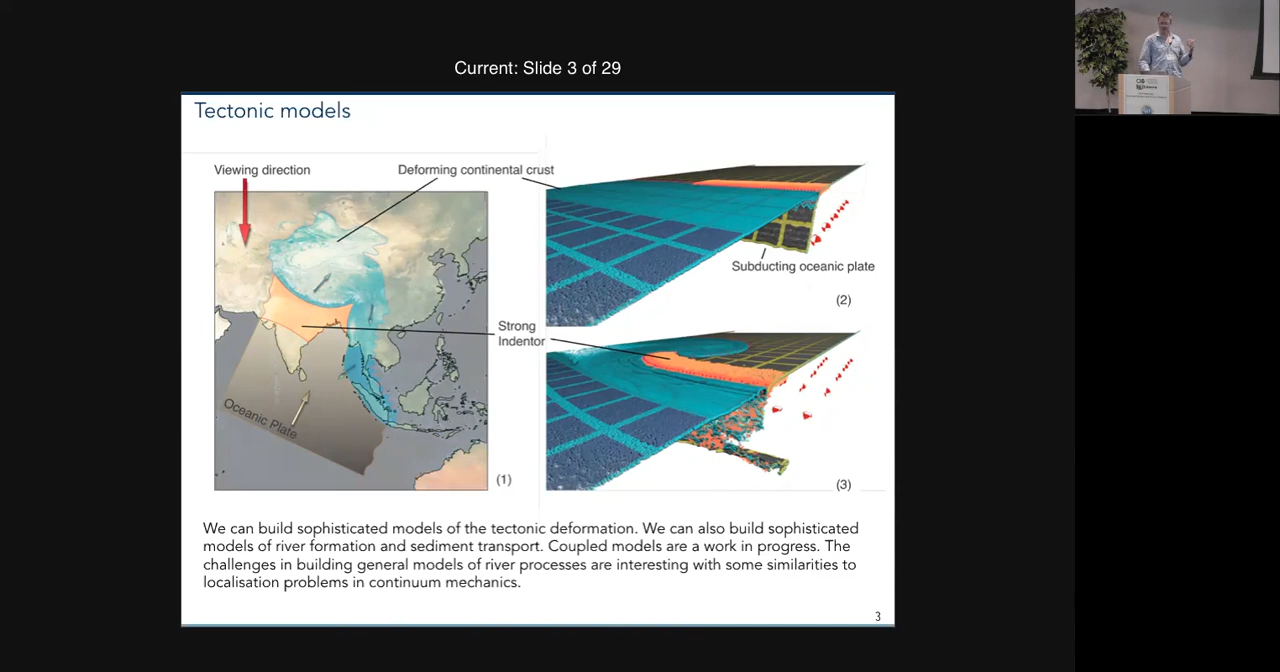 Current: Slide 3 of 29
Tectonic models
Viewing direction
Deforming continental crust
Subducting oceanic plate
(2)
Strong
Indentor
Oceanic Plate
(1)
(3)
We can build sophisticated models of the tectonic deformation. We can also build sophisticated
models of river formation and sediment transport. Coupled models are a work in progress. The
challenges in building general models of river processes are interesting with some similarities to
localisation problems in continuum mechanics.
3